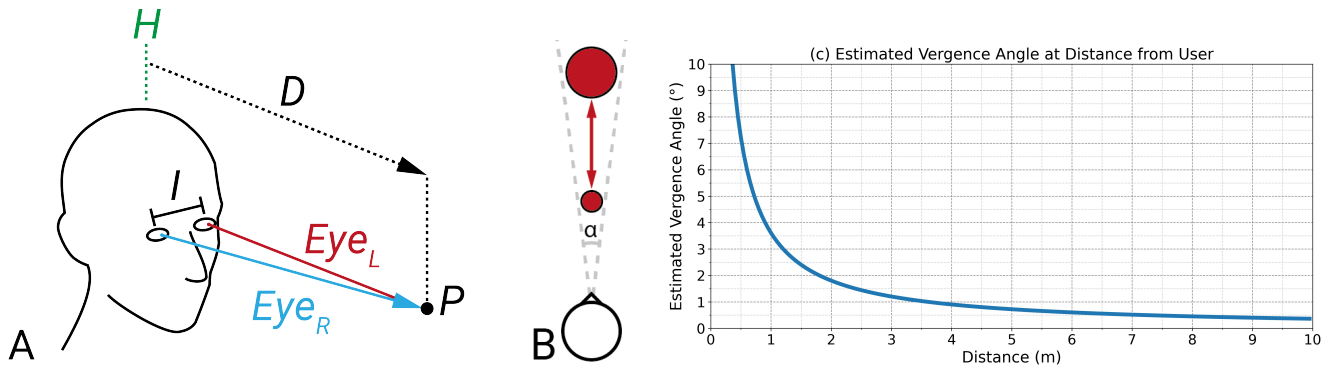 H
D
I
Eye_L
Eye_R
P
A
α
B
(c) Estimated Vergence Angle at Distance from User
Estimated Vergence Angle (°)
10
9
8
7
6
5
4
3
2
1
0
0 1 2 3 4 5 6 7 8 9 10
Distance (m)